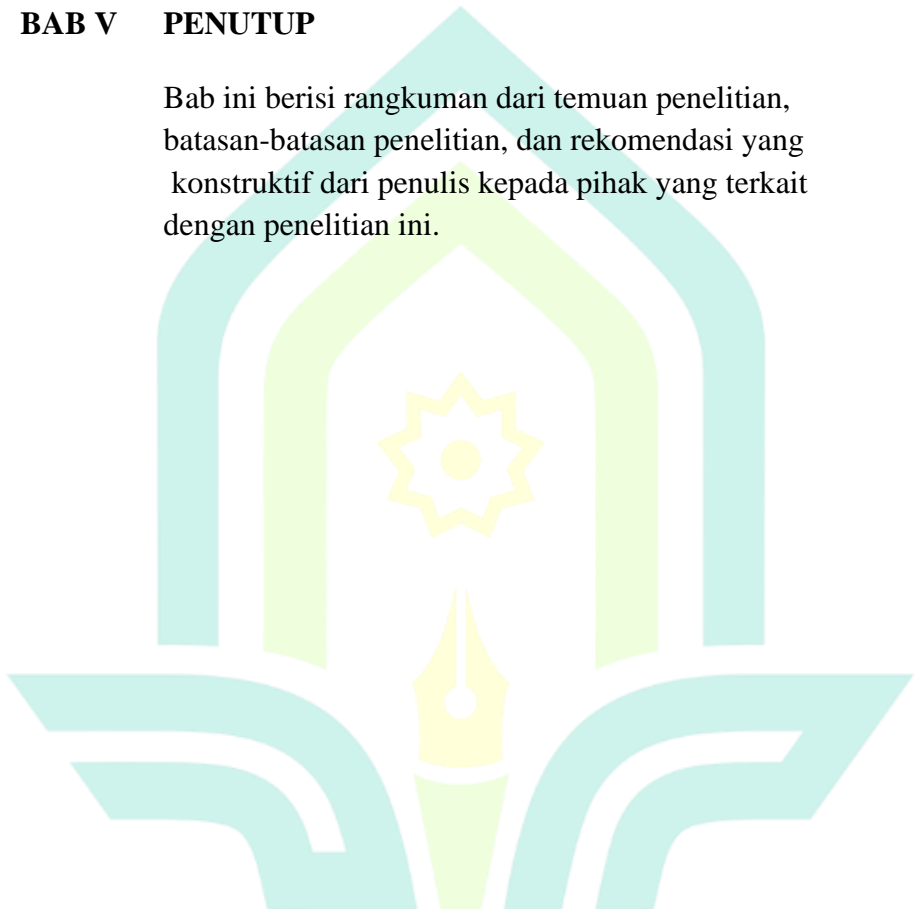 BAB V PENUTUP
Bab ini berisi rangkuman dari temuan penelitian,
batasan-batasan penelitian, dan rekomendasi yang
konstruktif dari penulis kepada pihak yang terkait
dengan penelitian ini.